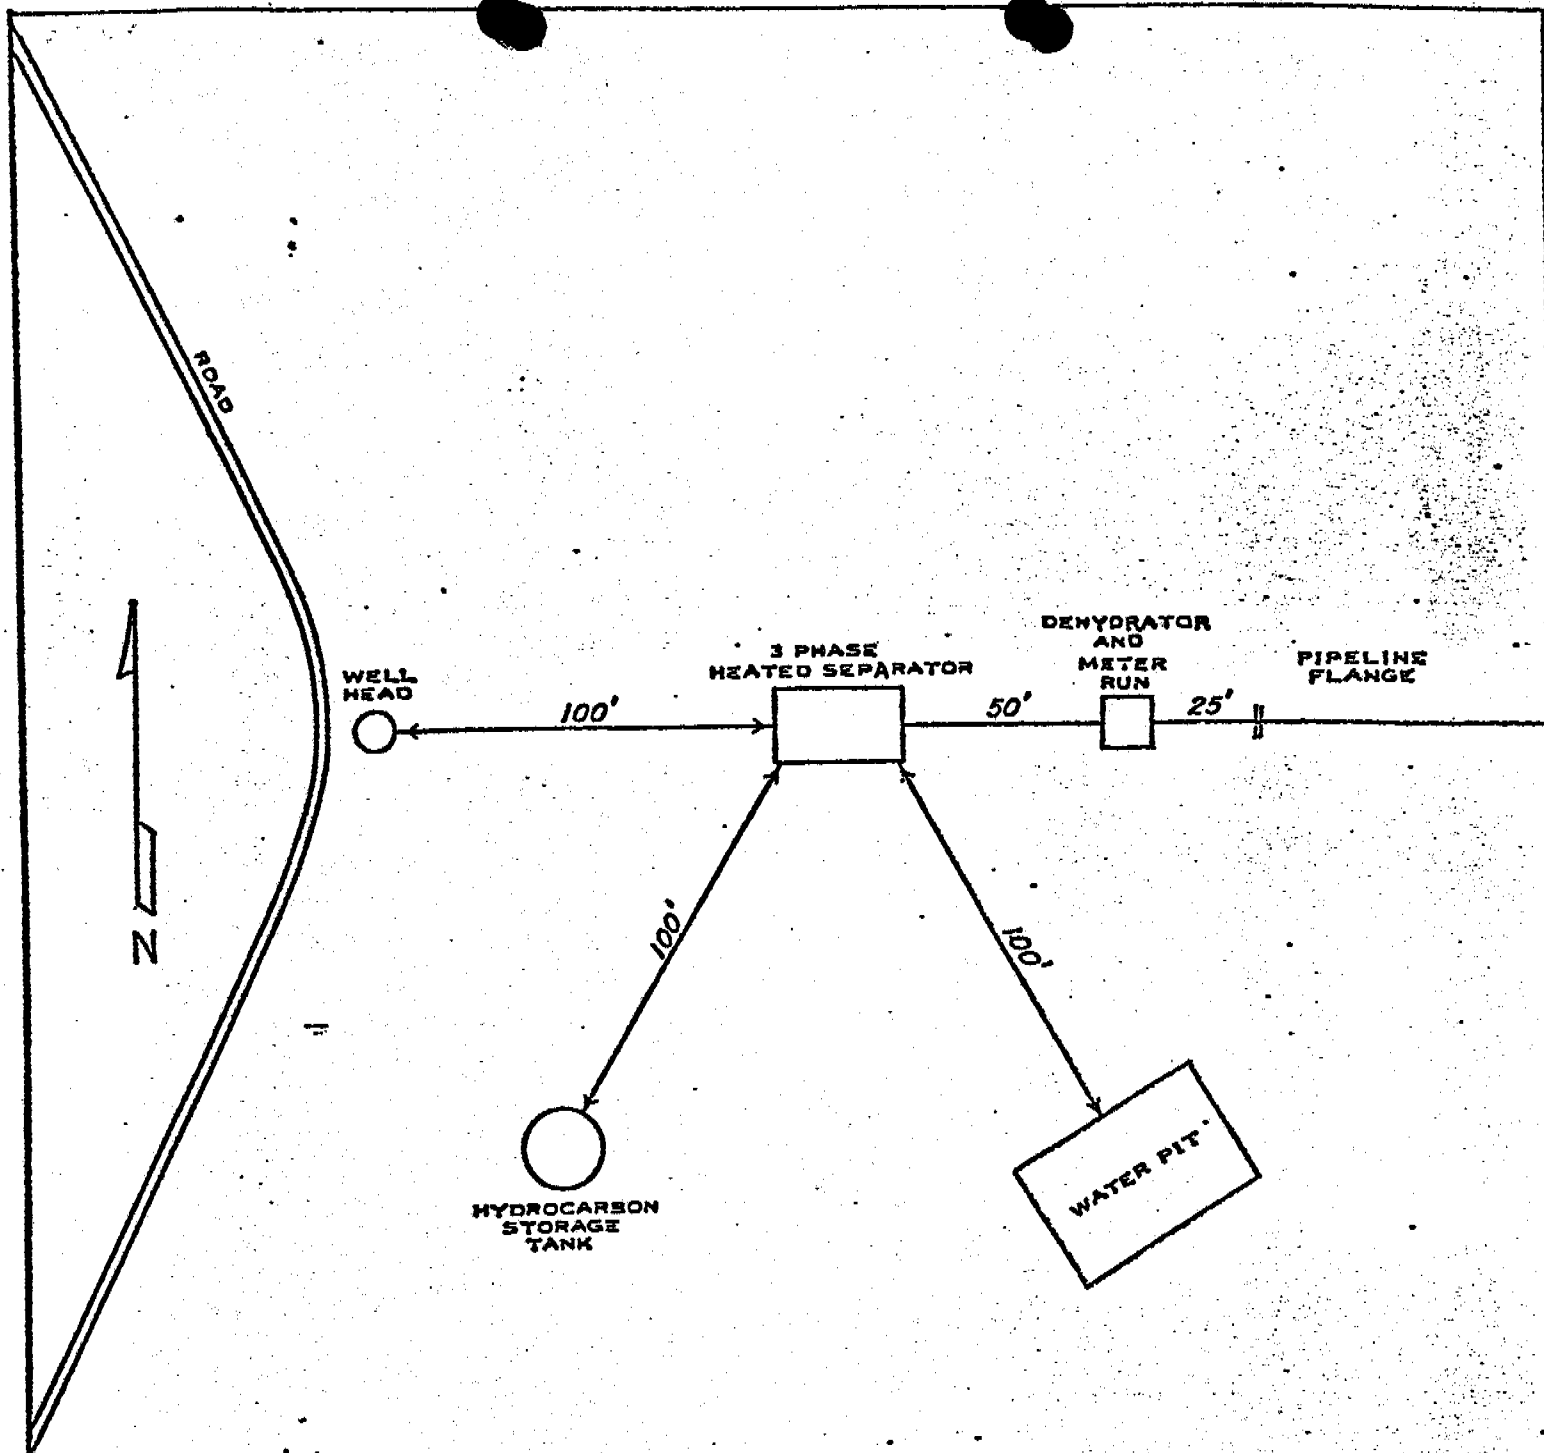 ROAD
WELL
HEAD
100'
3 PHASE
HEATED SEPARATOR
50'
DEHYDRATOR
AND
METER
RUN
25'
PIPELINE
FLANGE
N
100'
100'
HYDROCARBON
STORAGE
TANK
WATER PIT